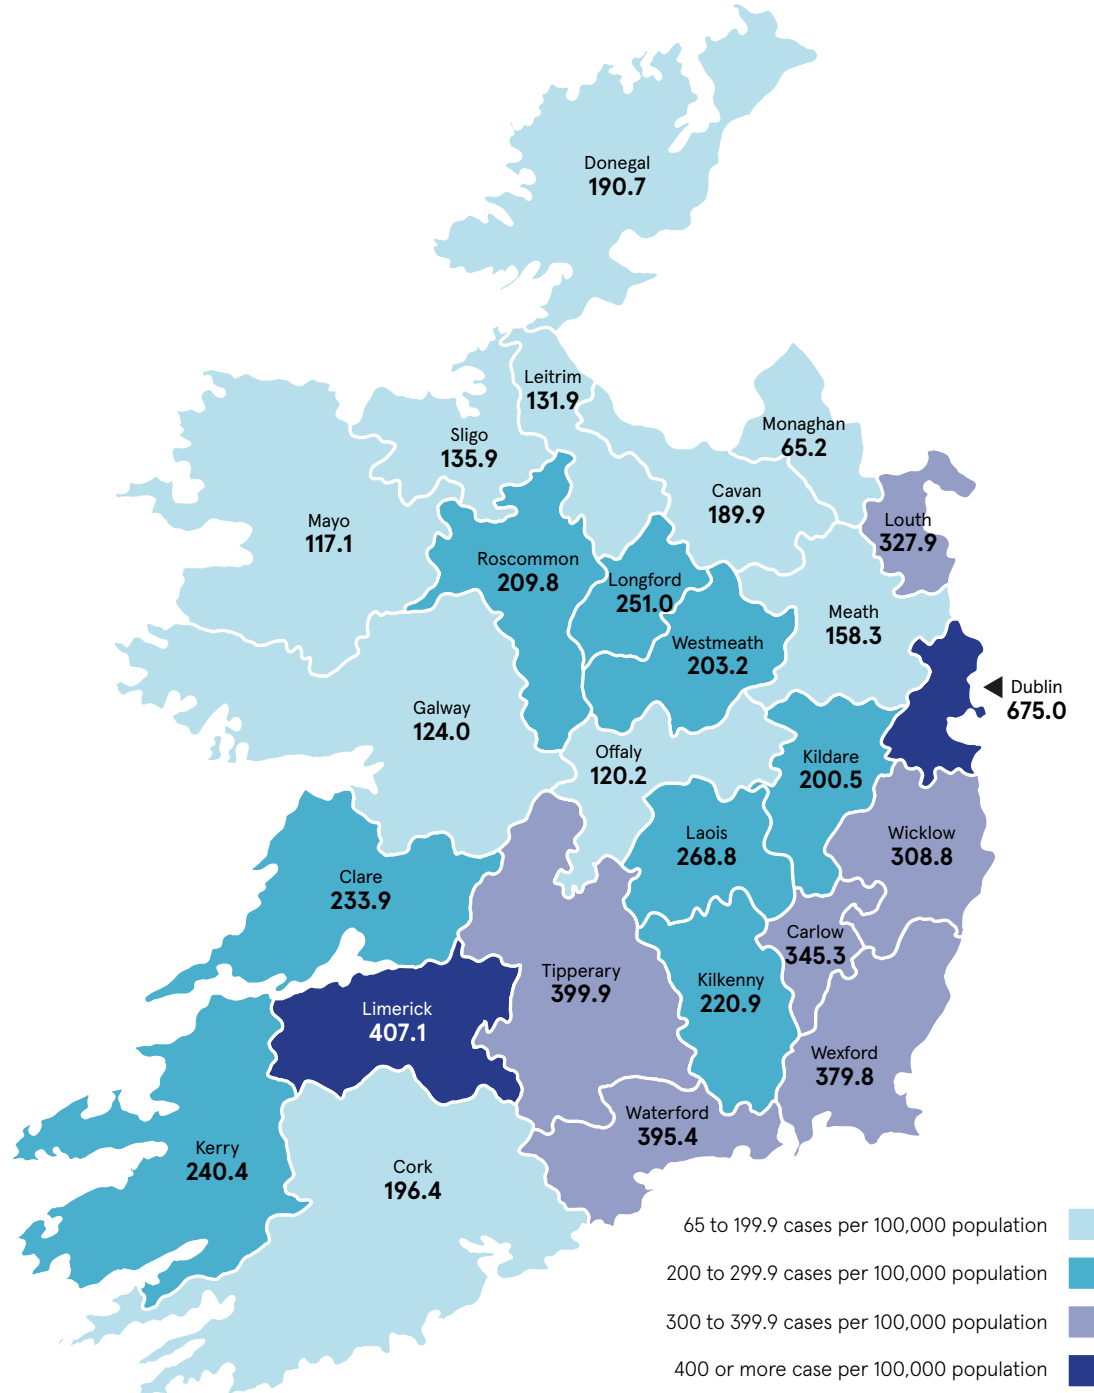 Donegal
190.7
Leitrim
131.9
Monaghan
65.2
Sligo
135.9
Cavan
189.9
Mayo
117.1
Louth
327.9
Roscommon
209.8
Longford
251.0
Meath
158.3
Westmeath
203.2
Dublin
675.0
Galway
124.0
Offaly
120.2
Kildare
200.5
Laois
268.8
Wicklow
308.8
Clare
233.9
Carlow
345.3
Tipperary
399.9
Kilkenny
220.9
Limerick
407.1
Wexford
379.8
Waterford
395.4
Kerry
240.4
Cork
196.4
65 to 199.9 cases per 100,000 population
200 to 299.9 cases per 100,000 population
300 to 399.9 cases per 100,000 population
400 or more case per 100,000 population